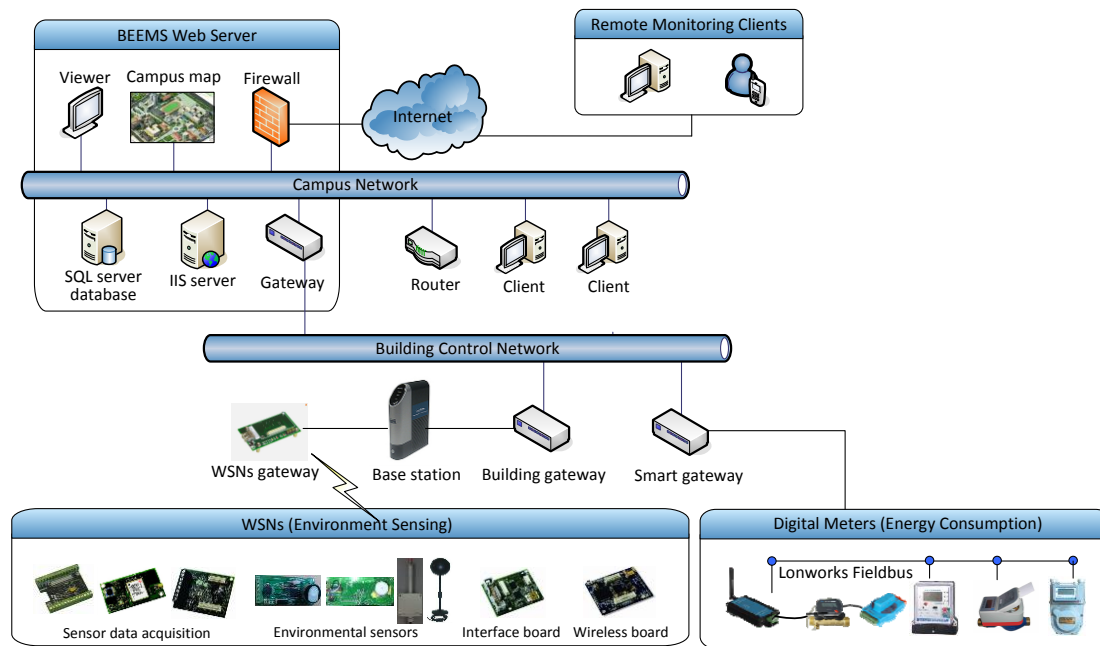 BEEMS Web Server
Remote Monitoring Clients
Viewer
Campus map
Firewall
Internet
Campus Network
SQL server
database
IIS server
Gateway
Router
Client
Client
Building Control Network
WSNs gateway
Base station
Building gateway
Smart gateway
WSNs (Environment Sensing)
Digital Meters (Energy Consumption)
Lonworks Fieldbus
Sensor data acquisition
Environmental sensors
Interface board
Wireless board